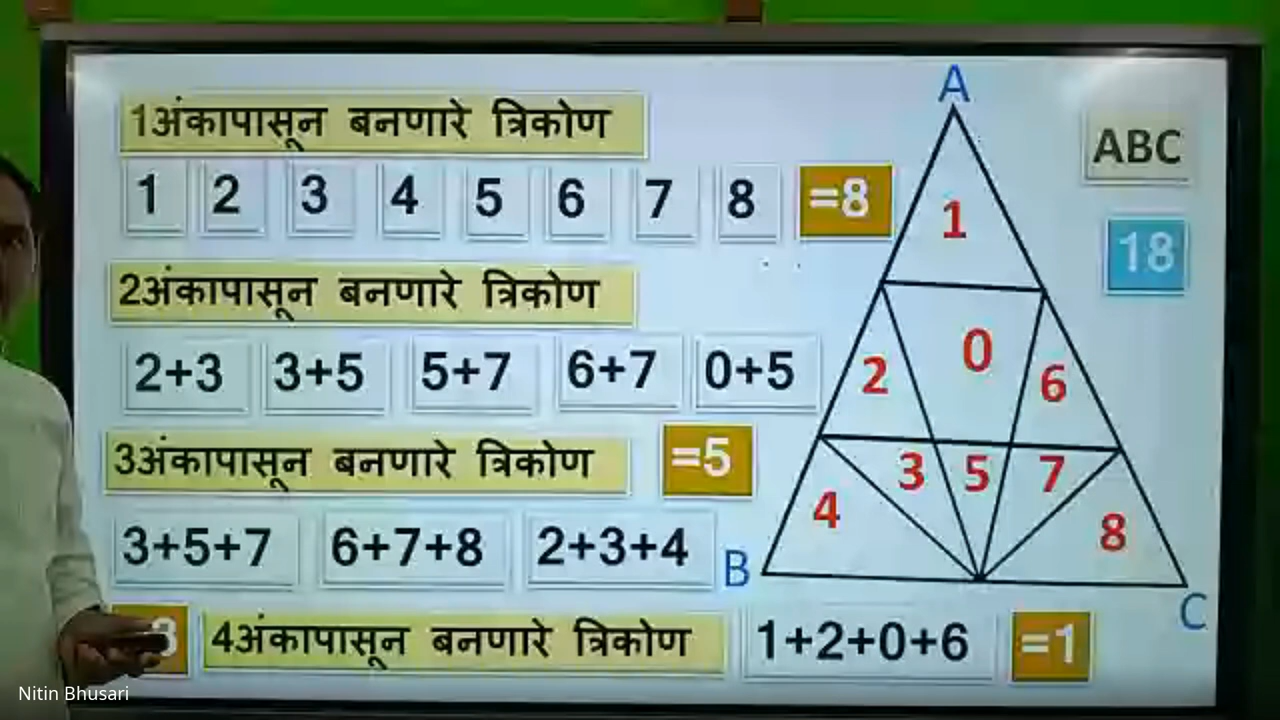 1अंकापासून बनणारे त्रिकोण
1 2 3 4 5 6 7 8 =8
2अंकापासून बनणारे त्रिकोण
2+3 3+5 5+7 6+7 0+5
3अंकापासून बनणारे त्रिकोण =5
3+5+7 6+7+8 2+3+4
4अंकापासून बनणारे त्रिकोण 1+2+0+6 =1
A
ABC
18
1
0
2 6
3 5 7
4 8
B
C
Nitin Bhusari